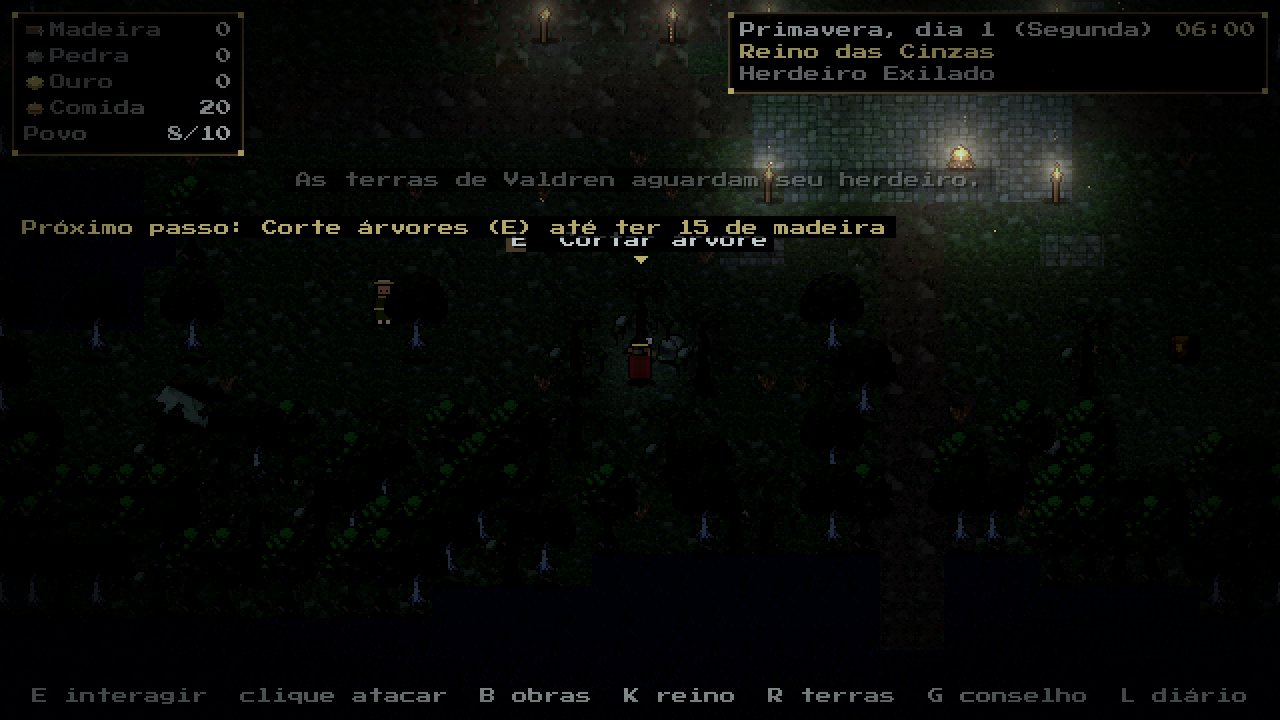 Madeira 0
Pedra 0
Ouro 0
Comida 20
Povo 8/10
Primavera, dia 1 (Segunda) 06:00
Reino das Cinzas
Herdeiro Exilado
As terras de Valdren aguardam seu herdeiro.
Próximo passo: Corte árvores (E) até ter 15 de madeira
E Cortar árvore
E interagir clique atacar B obras K reino R terras G conselho L diário